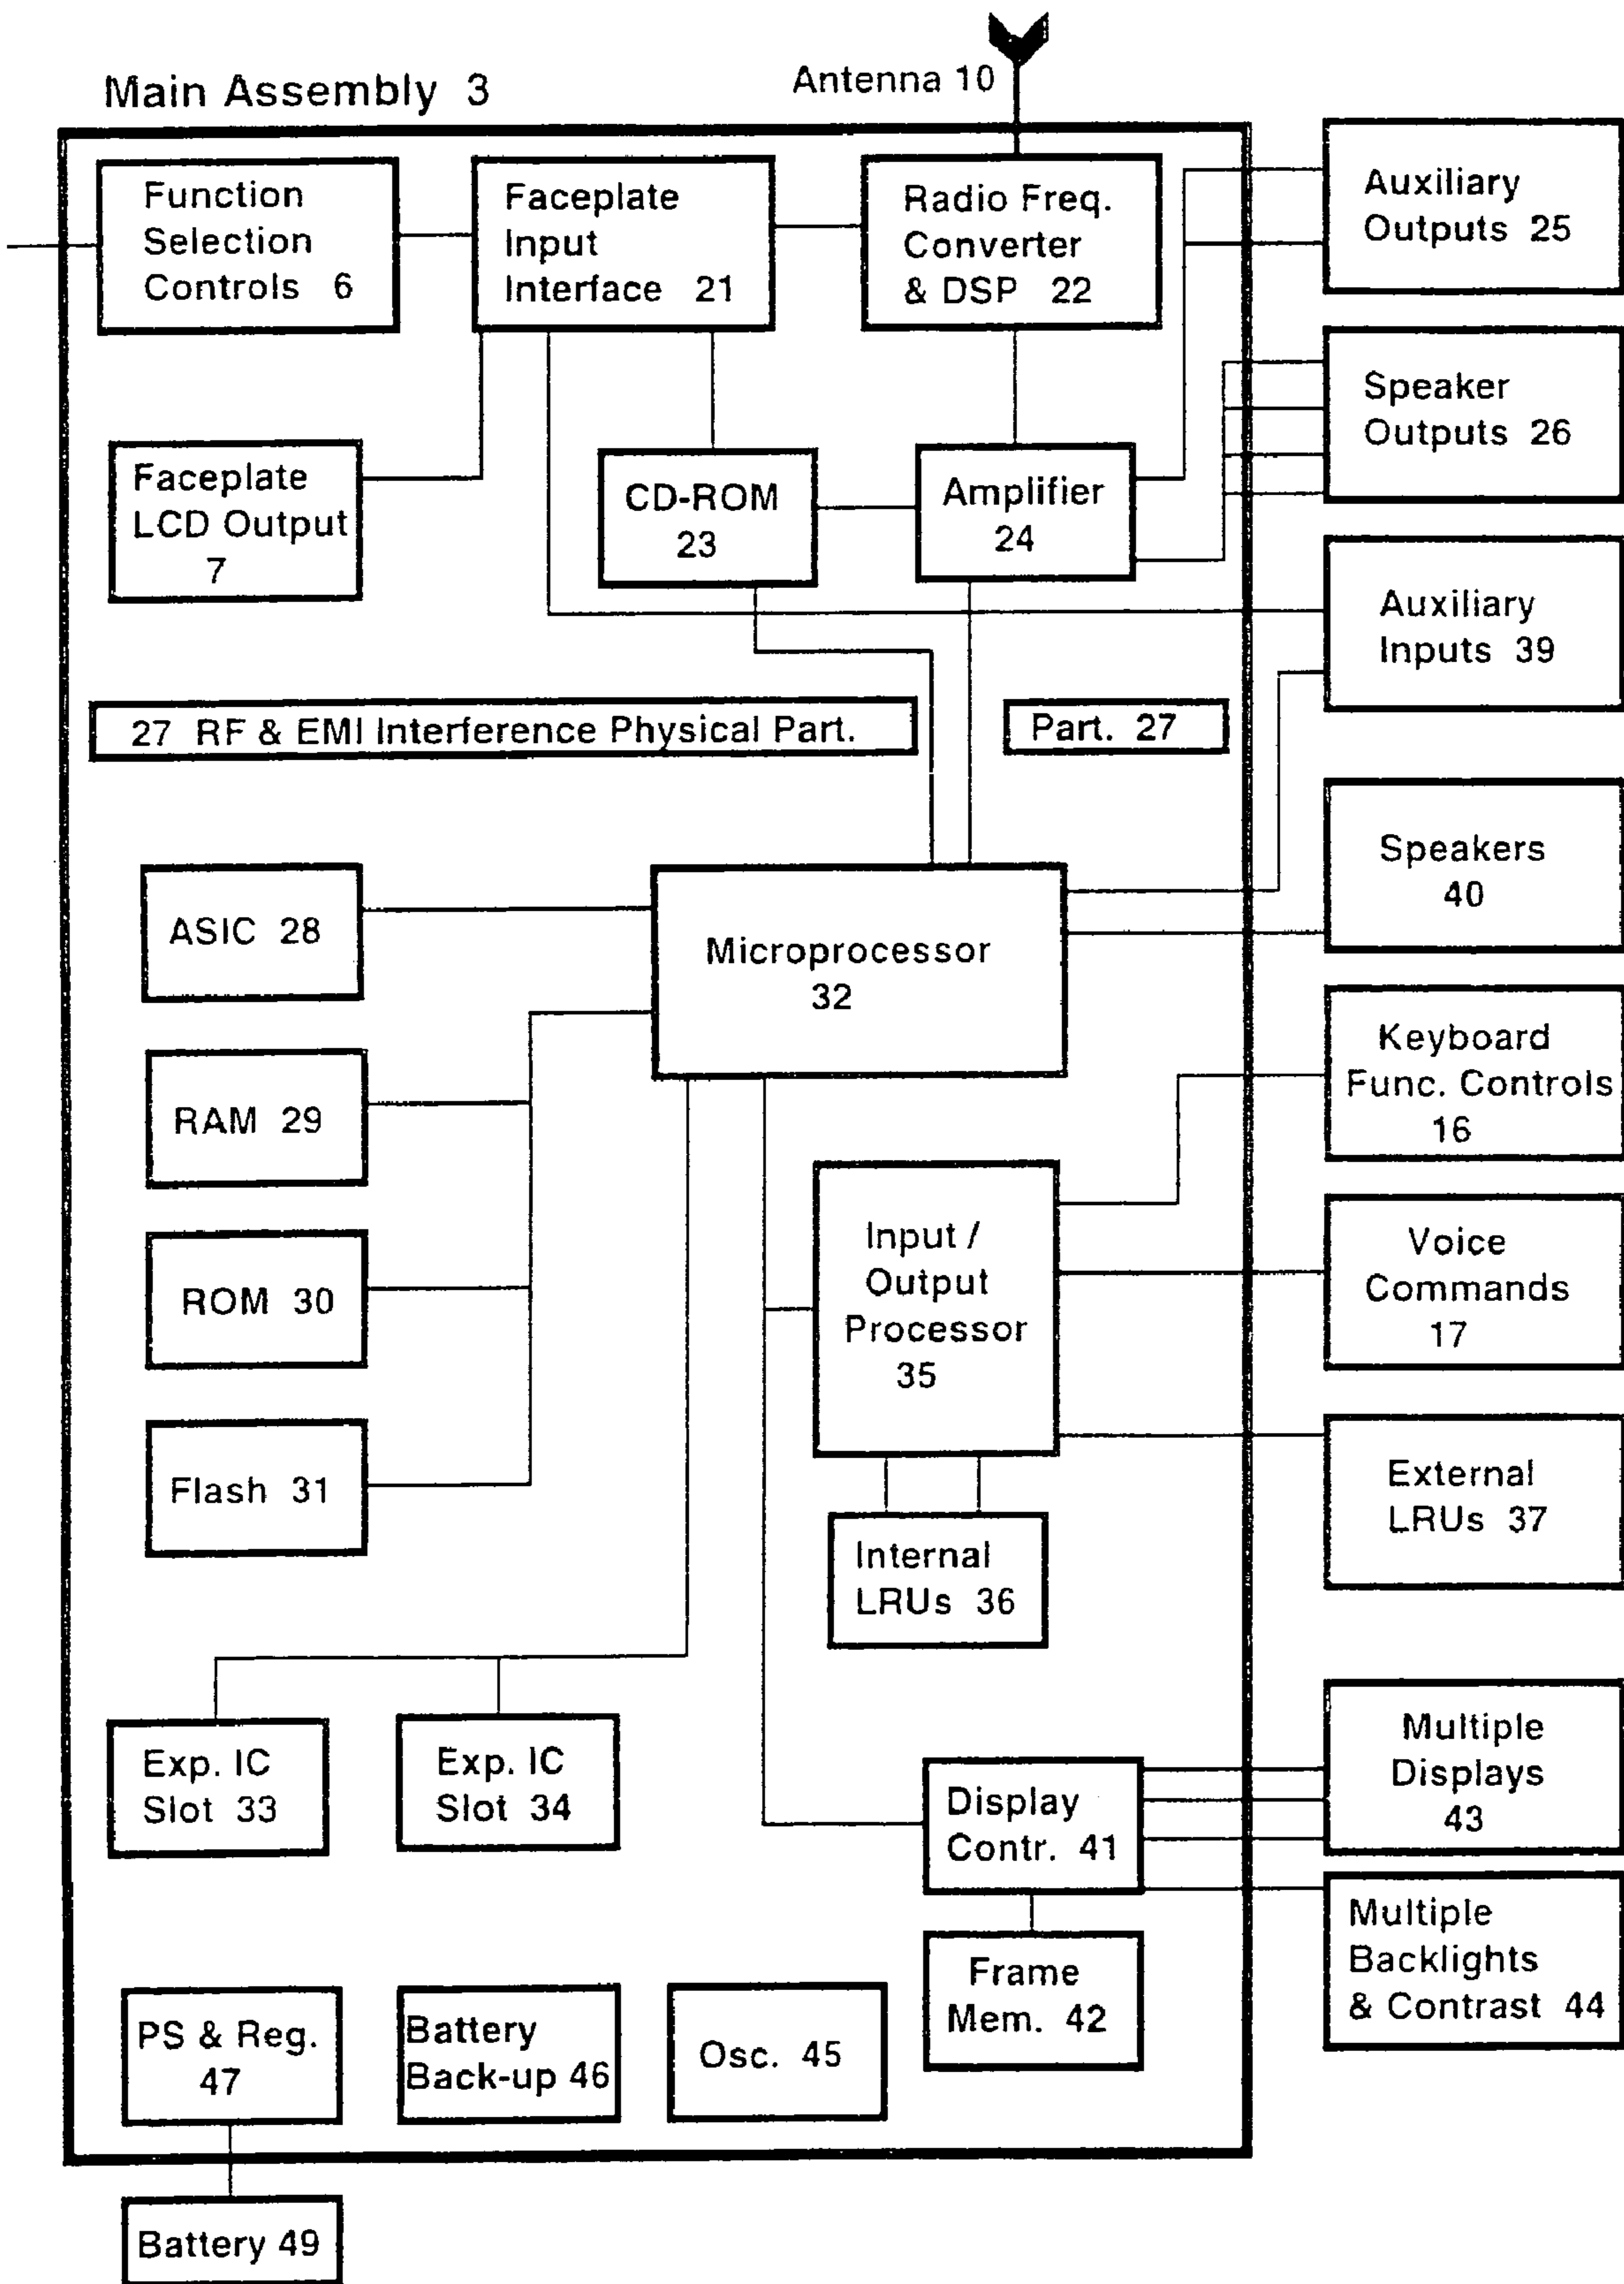 Antenna 10
Main Assembly 3
Function
Selection
Controls 6
Faceplate
Input
Interface 21
Radio Freq.
Converter
& DSP 22
Auxiliary
Outputs 25
Speaker
Outputs 26
Faceplate
LCD Output
7
CD-ROM
23
Amplifier
24
Auxiliary
Inputs 39
27 RF & EMI Interference Physical Part.
Part. 27
Speakers
40
ASIC 28
Microprocessor
32
Keyboard
Func. Controls
16
RAM 29
Input /
Output
Processor
35
Voice
Commands
17
ROM 30
Flash 31
External
LRUs 37
Internal
LRUs 36
Exp. IC
Slot 33
Exp. IC
Slot 34
Display
Contr. 41
Multiple
Displays
43
Multiple
Backlights
& Contrast 44
Frame
Mem. 42
PS & Reg.
47
Battery
Back-up 46
Osc. 45
Battery 49